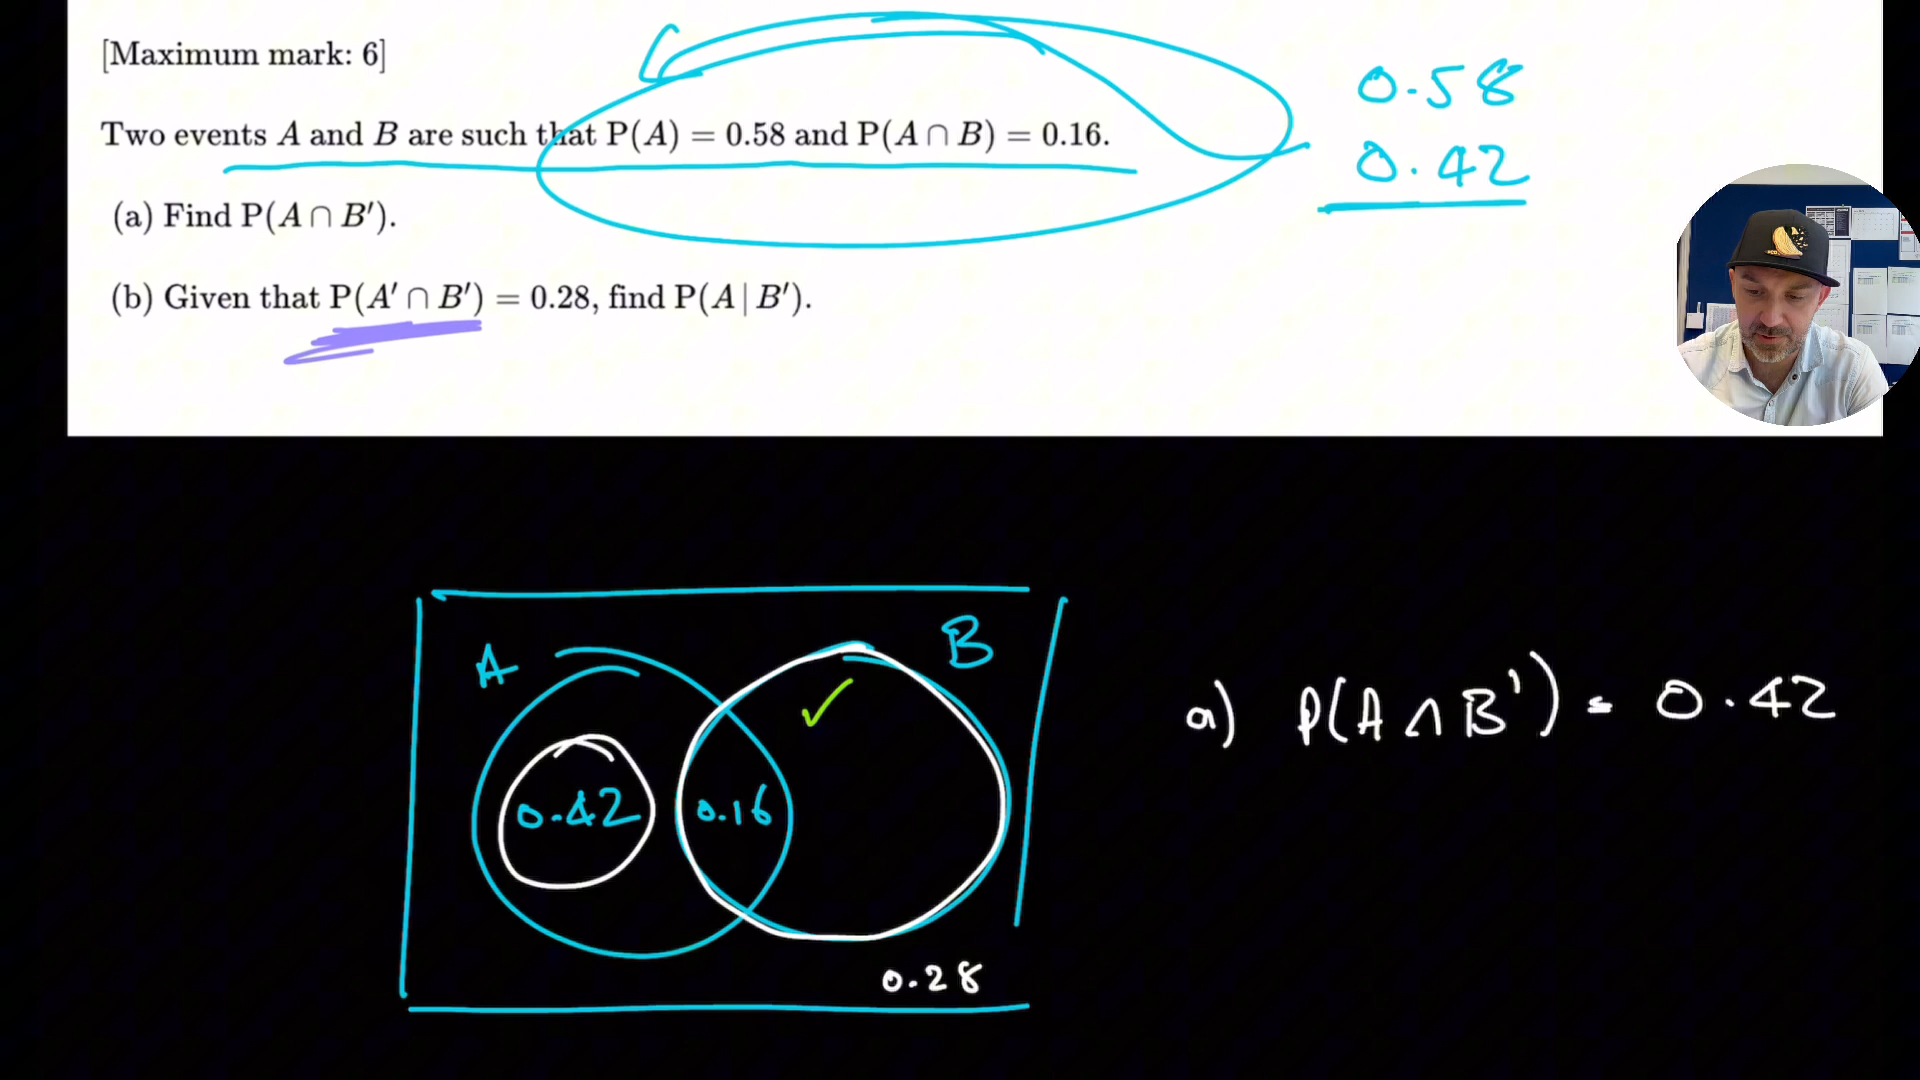 [Maximum mark: 6]
Two events A and B are such that P(A) = 0.58 and P(A ∩ B) = 0.16.
(a) Find P(A ∩ B′).
(b) Given that P(A′ ∩ B′) = 0.28, find P(A | B′).
0.58
0.42
A
B
0.42
0.16
0.28
a) P(A ∩ B') = 0.42